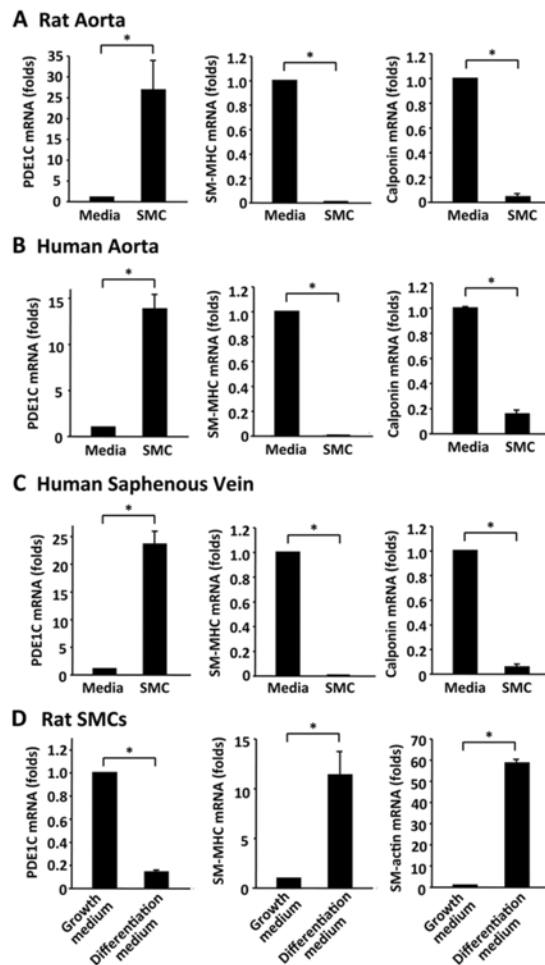 A Rat Aorta
PDE1C mRNA (folds)
35
30
25
20
15
10
5
0
*
Media SMC
SM-MHC mRNA (folds)
1.2
1.0
0.8
0.6
0.4
0.2
0
*
Media SMC
Calponin mRNA (folds)
1.2
1.0
0.8
0.6
0.4
0.2
0
*
Media SMC
B Human Aorta
PDE1C mRNA (folds)
15
10
5
0
*
Media SMC
SM-MHC mRNA (folds)
1.2
1.0
0.8
0.6
0.4
0.2
0
*
Media SMC
Calponin mRNA (folds)
1.2
1.0
0.8
0.6
0.4
0.2
0
*
Media SMC
C Human Saphenous Vein
PDE1C mRNA (folds)
25
20
15
10
5
0
*
Media SMC
SM-MHC mRNA (folds)
1.2
1.0
0.8
0.6
0.4
0.2
0
*
Media SMC
Calponin mRNA (folds)
1.2
1.0
0.8
0.6
0.4
0.2
0
*
Media SMC
D Rat SMCs
PDE1C mRNA (folds)
1.2
1.0
0.8
0.6
0.4
0.2
0
*
Growth
medium
Differentiation
medium
SM-MHC mRNA (folds)
15
10
5
0
*
Growth
medium
Differentiation
medium
SM-actin mRNA (folds)
70
60
50
40
30
20
10
0
*
Growth
medium
Differentiation
medium